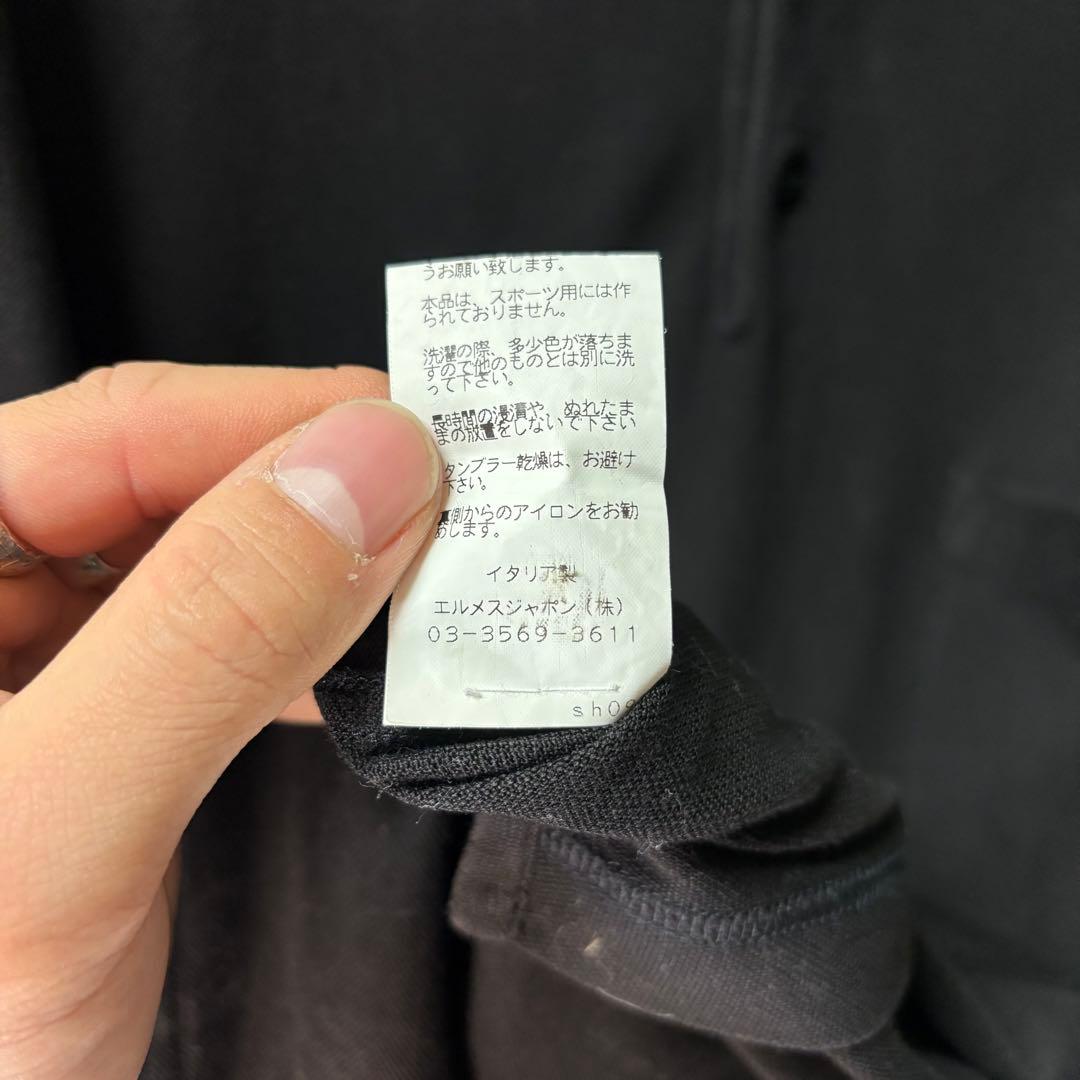 うお願い致します。
本品は、スポーツ用には作
られておりません。
洗濯の際、多少色が落ちま
すので他のものとは別に洗
って下さい。
長時間の浸漬や、ぬれたま
まの放置をしないで下さい
タンブラー乾燥は、お避け
下さい。
側からのアイロンをお勧
めします。
イタリア製
エルメスジャポン(株)
03-3569-3611